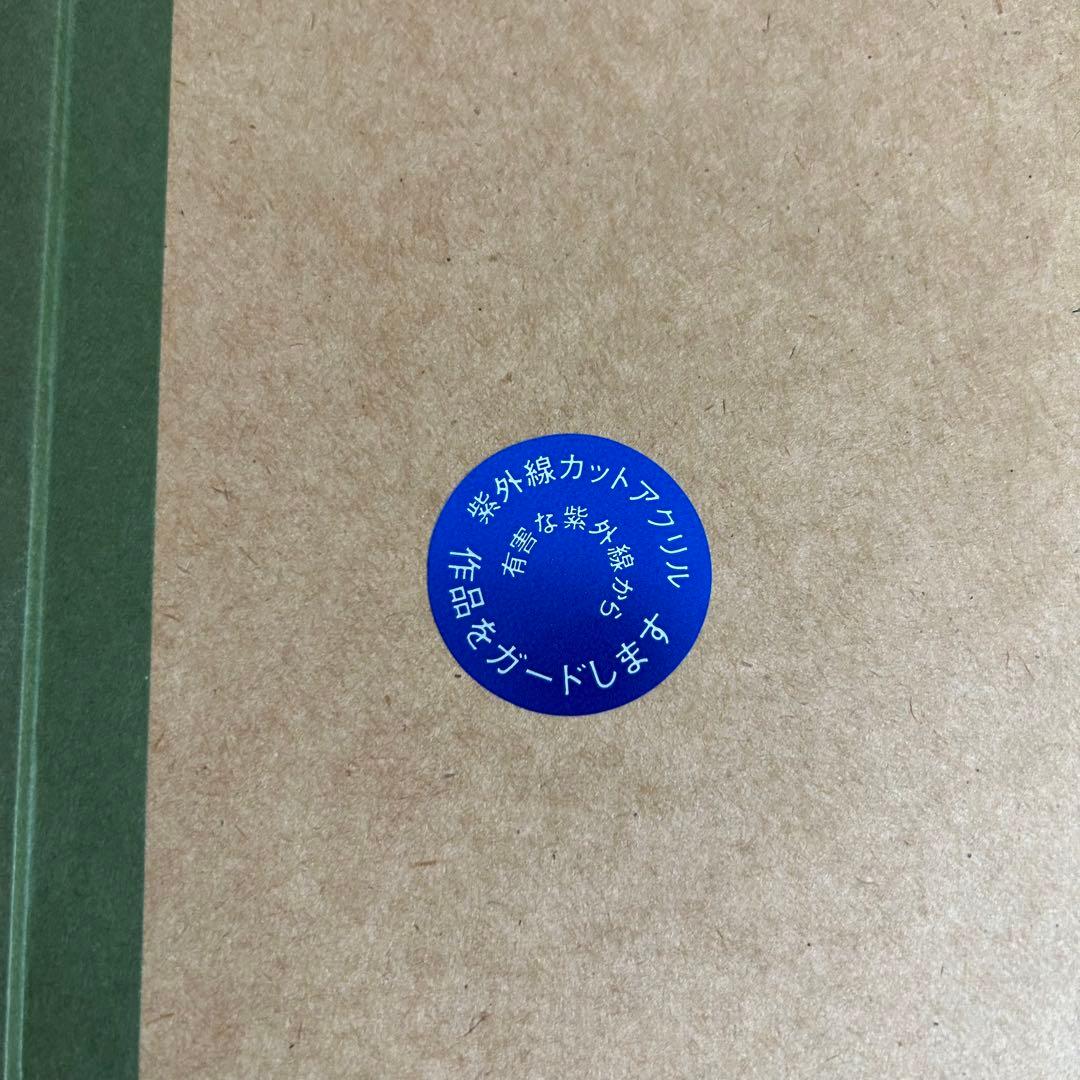 紫外線カットアクリル
有害な紫外線から
作品をガードします